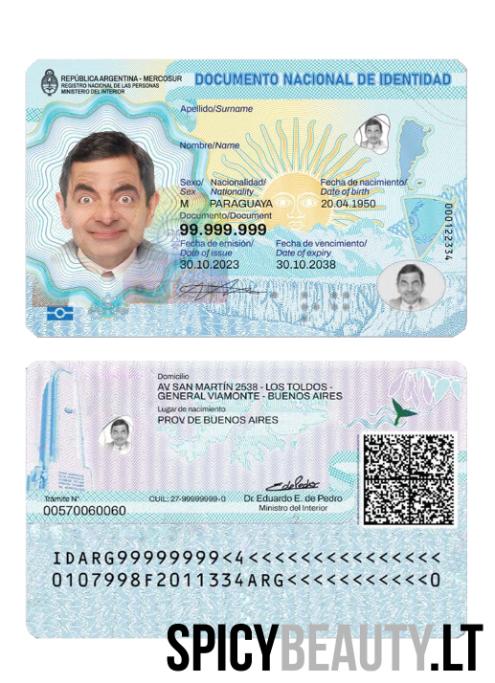 REPÚBLICA ARGENTINA - MERCOSUR
REGISTRO NACIONAL DE LAS PERSONAS
MINISTERIO DEL INTERIOR
DOCUMENTO NACIONAL DE IDENTIDAD
Apellido/Surname
Nombre/Name
Sexo/ Nacionalidad/ Fecha de nacimiento/
Sex Nationality Date of birth
M PARAGUAYA 20.04.1950
Documento/Document
99.999.999
Fecha de emisión/ Fecha de vencimiento/
Date of issue Date of expiry
30.10.2023 30.10.2038
000122334
Domicilio
AV SAN MARTÍN 2538 - LOS TOLDOS -
GENERAL VIAMONTE - BUENOS AIRES
Lugar de nacimiento
PROV DE BUENOS AIRES
Trámite N° CUIL: 27-99999999-0 Dr. Eduardo E. de Pedro
00570060060 Ministro del Interior
IDARG99999999<4<<<<<<<<<<<<<<<
0107998F2011334ARG<<<<<<<<<<<0
SPICYBEAUTY.LT